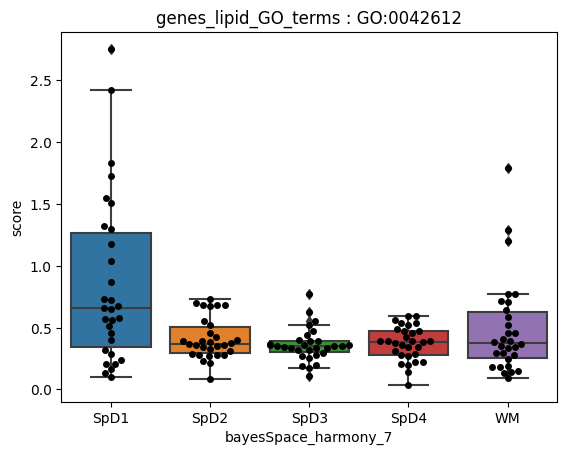 genes_lipid_GO_terms : GO:0042612
score
2.5
2.0
1.5
1.0
0.5
0.0
SpD1 SpD2 SpD3 SpD4 WM
bayesSpace_harmony_7